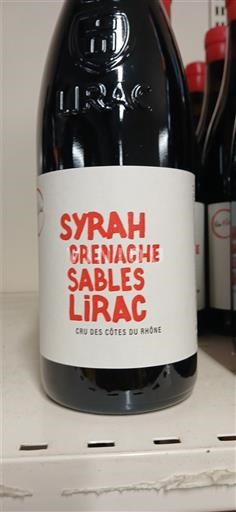 LIRAC
SYRAH
GRENACHE
SABLES
LiRAC
CRU DES CÔTES DU RHÔNE